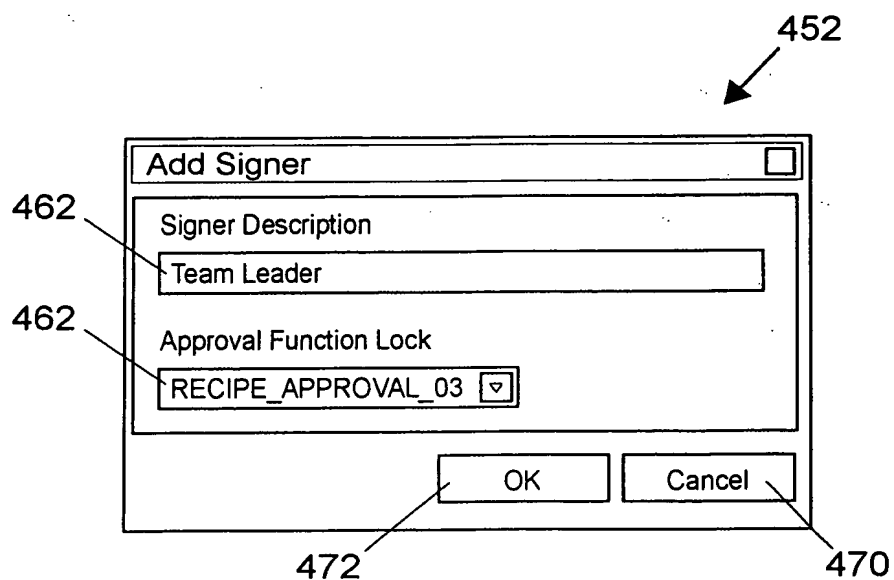 452
Add Signer
462
Signer Description
Team Leader
462
Approval Function Lock
RECIPE_APPROVAL_03
OK
Cancel
472
470